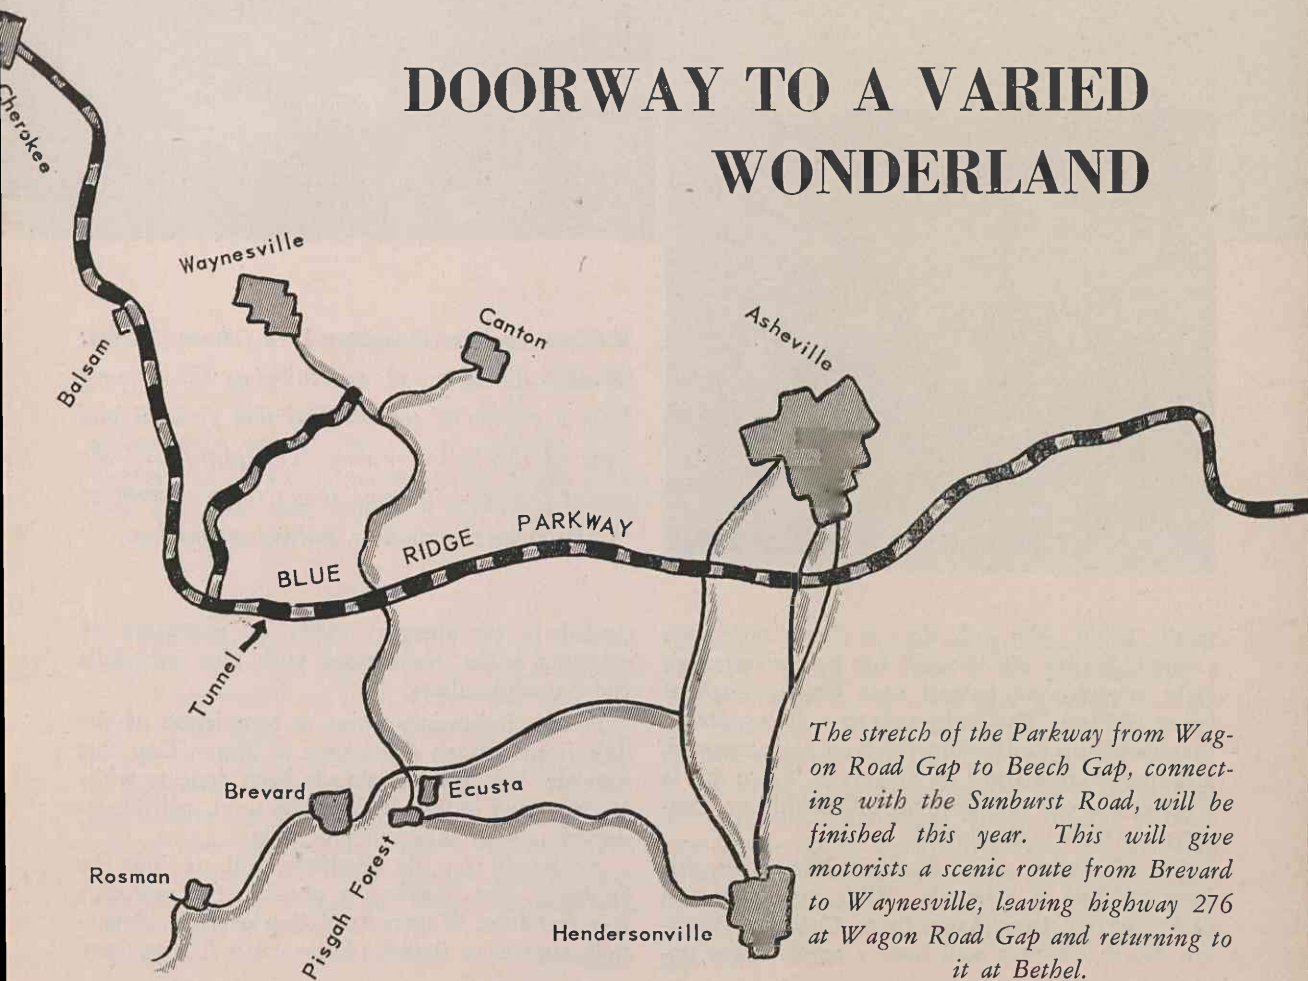 DOORWAY TO A VARIED
WONDERLAND
Cherokee
Waynesville
Canton
Asheville
Balsam
BLUE RIDGE PARKWAY
Tunnel
Brevard
Ecusta
Rosman
Pisgah Forest
Hendersonville
The stretch of the Parkway from Wag-
on Road Gap to Beech Gap, connect-
ing with the Sunburst Road, will be
finished this year. This will give
motorists a scenic route from Brevard
to Waynesville, leaving highway 276
at Wagon Road Gap and returning to
it at Bethel.